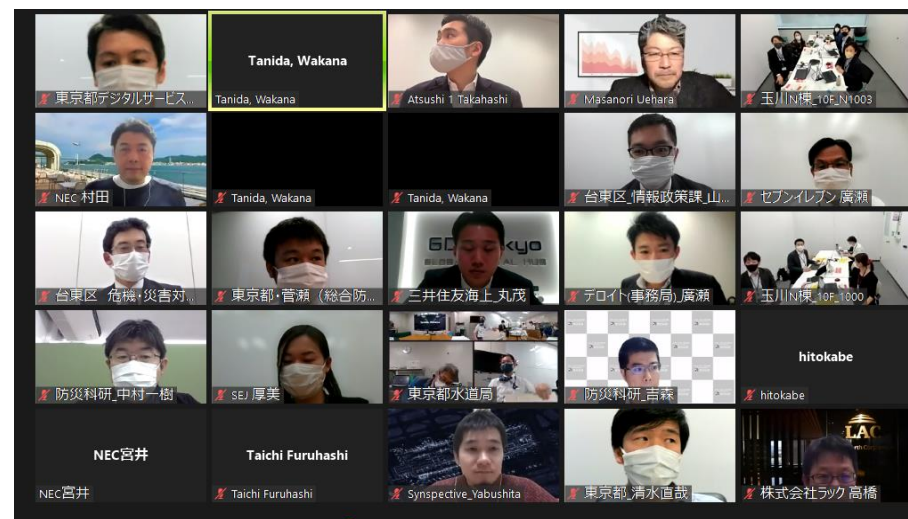 東京都デジタルサービス...
Tanida, Wakana
Tanida, Wakana
Atsushi 1 Takahashi
Masanori Uehara
玉川N棟_10F_N1003
NEC 村田
Tanida, Wakana
Tanida, Wakana
台東区_情報政策課_山...
セブンイレブン 廣瀬
台東区 危機・災害対...
東京都・菅瀬（総合防...
三井住友海上_丸茂
デロイト(事務局)_廣瀬
玉川N棟_10F_1000
防災科研_中村一樹
SEJ 厚美
東京都水道局
防災科研_吉森
hitokabe
hitokabe
NEC宮井
NEC宮井
Taichi Furuhashi
Taichi Furuhashi
Synspective_Yabushita
東京都_清水直哉
LAC
株式会社ラック 高橋